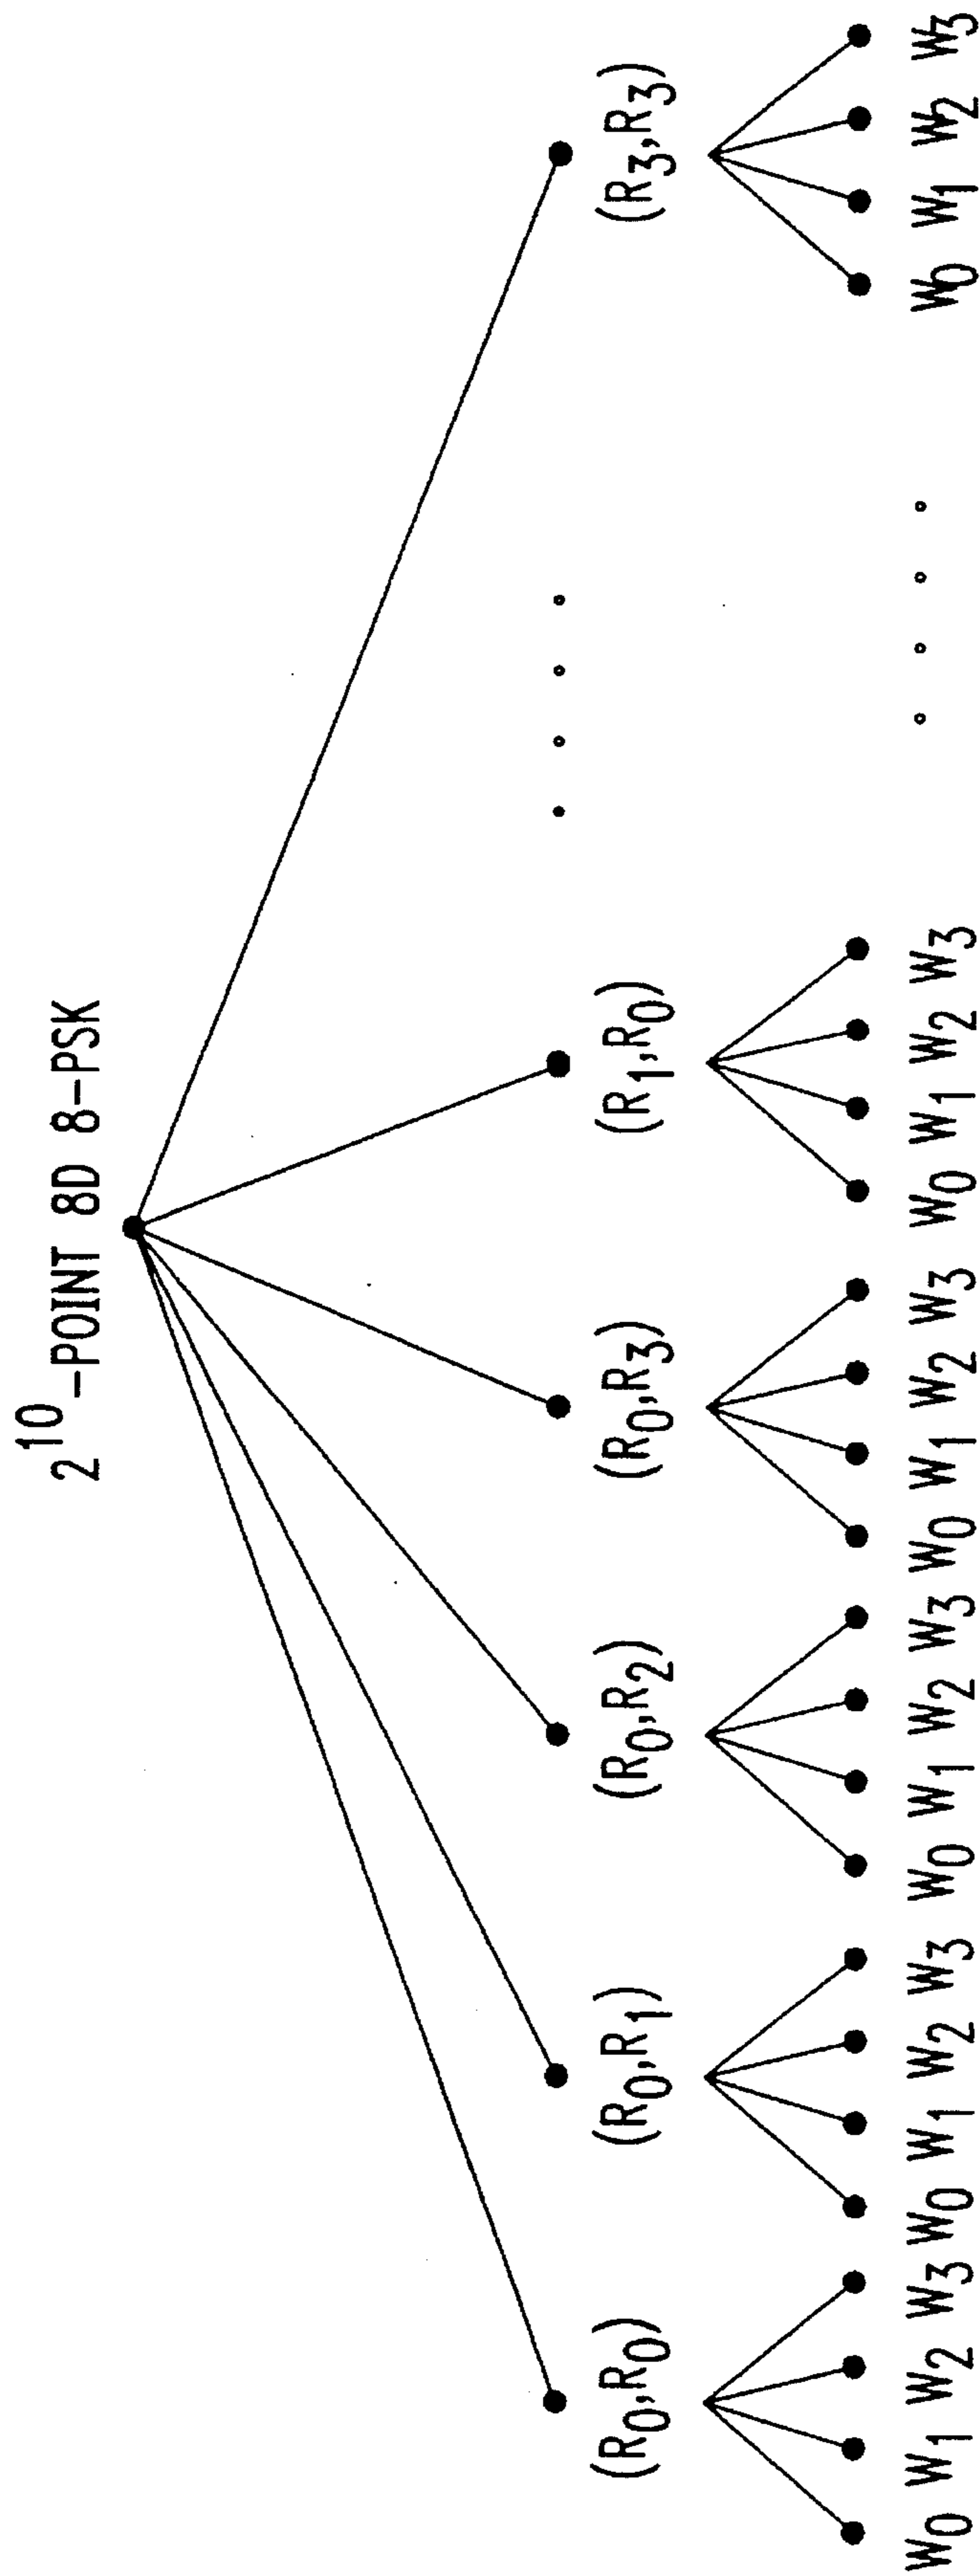 2^10-POINT 8D 8-PSK
(R0,R0) (R0,R1) (R0,R2) (R0,R3) (R1,R0) (R3,R3)
W0 W1 W2 W3 W0 W1 W2 W3 W0 W1 W2 W3 W0 W1 W2 W3 W0 W1 W2 W3 W0 W1 W2 W3